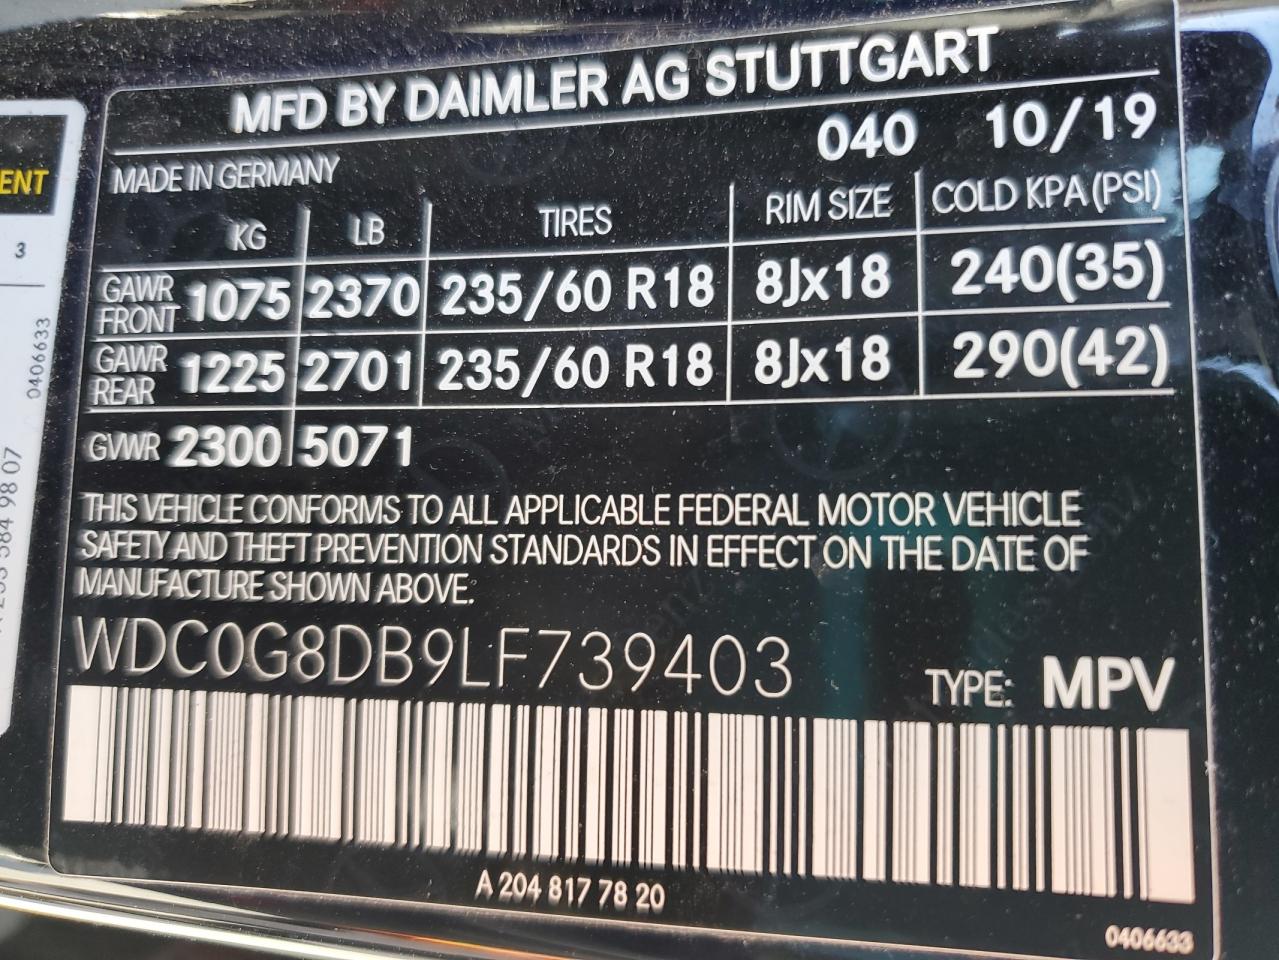 MFD BY DAIMLER AG STUTTGART
040 10/19
MADE IN GERMANY
KG LB TIRES RIM SIZE COLD KPA (PSI)
GAWR FRONT 1075 2370 235/60 R18 8Jx18 240(35)
GAWR REAR 1225 2701 235/60 R18 8Jx18 290(42)
GVWR 2300 5071
THIS VEHICLE CONFORMS TO ALL APPLICABLE FEDERAL MOTOR VEHICLE
SAFETY AND THEFT PREVENTION STANDARDS IN EFFECT ON THE DATE OF
MANUFACTURE SHOWN ABOVE.
WDC0G8DB9LF739403
TYPE: MPV
A 204 817 78 20
0406633
ENT
3
0406633
584 98 07